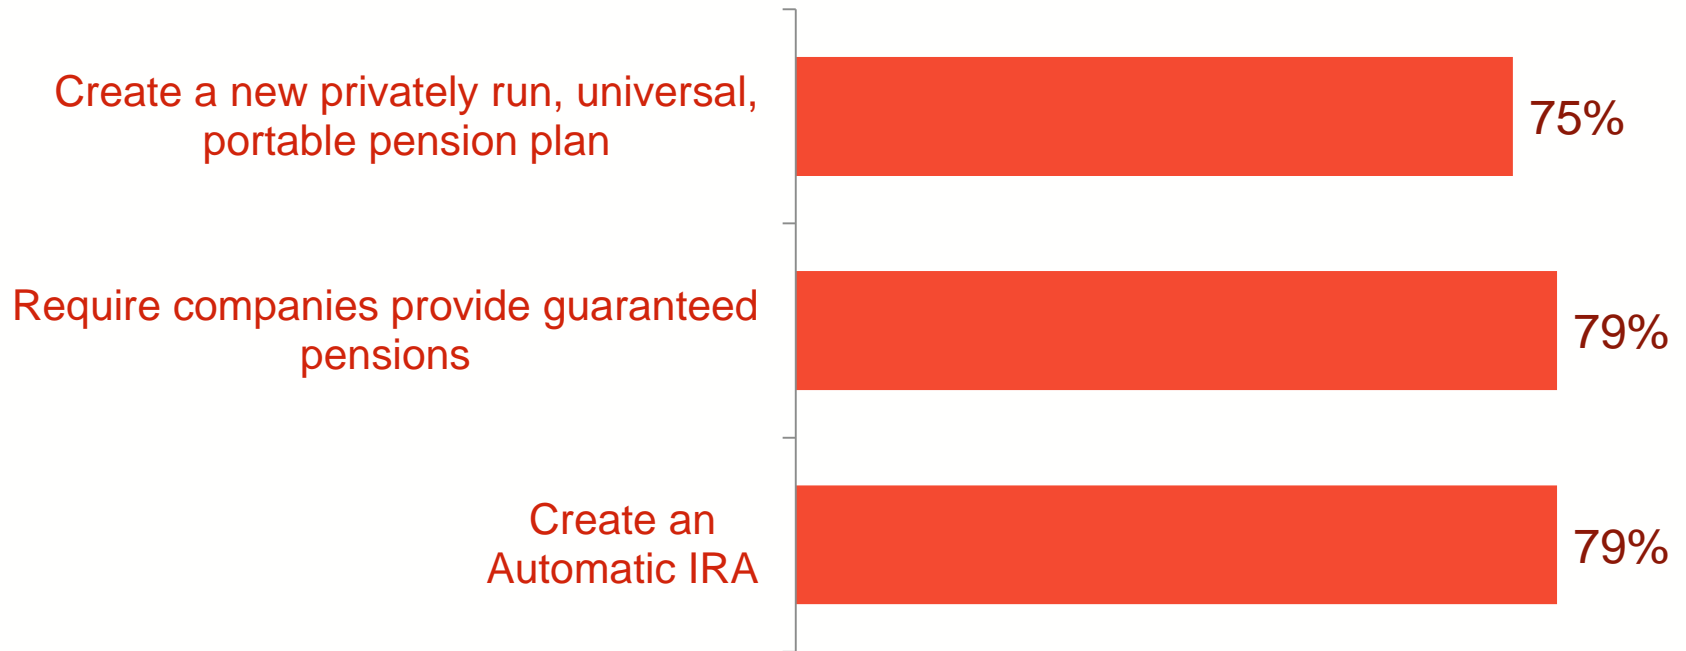 Create a new privately run, universal,
portable pension plan
75%
Require companies provide guaranteed
pensions
79%
Create an
Automatic IRA
79%